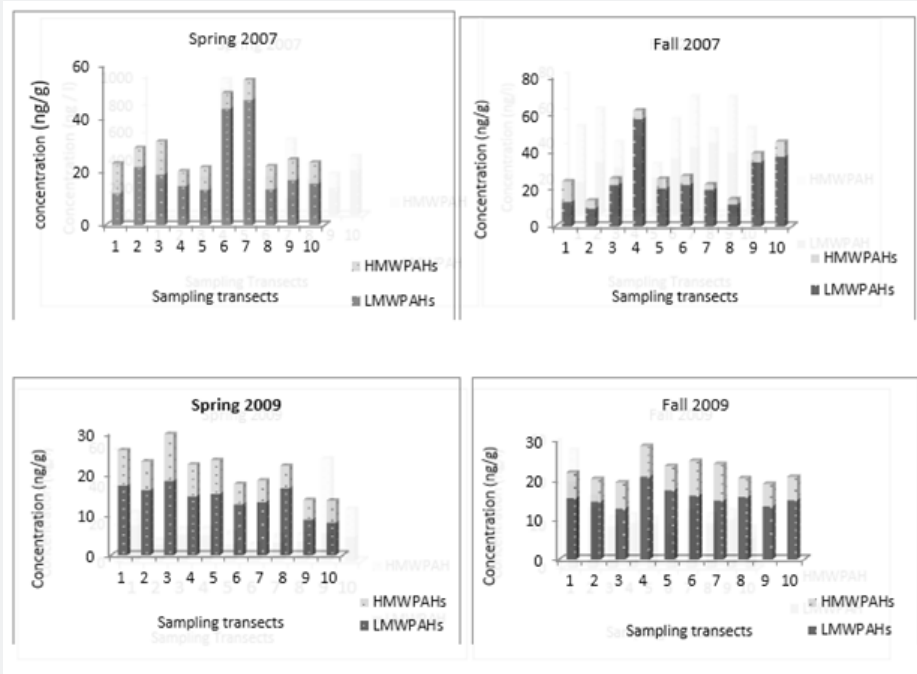 Spring 2007
concentration (ng/g)
60
40
20
0
1 2 3 4 5 6 7 8 9 10
HMWPAHs
LMWPAHs
Sampling transects
Fall 2007
Concentration (ng/g)
80
60
40
20
0
1 2 3 4 5 6 7 8 9 10
HMWPAHs
LMWPAHs
Sampling transects
Spring 2009
Concentration (ng/g)
30
20
10
0
1 2 3 4 5 6 7 8 9 10
HMWPAHs
LMWPAHs
Sampling transects
Fall 2009
Concentration (ng/g)
30
20
10
0
1 2 3 4 5 6 7 8 9 10
HMWPAHs
LMWPAHs
Sampling transects